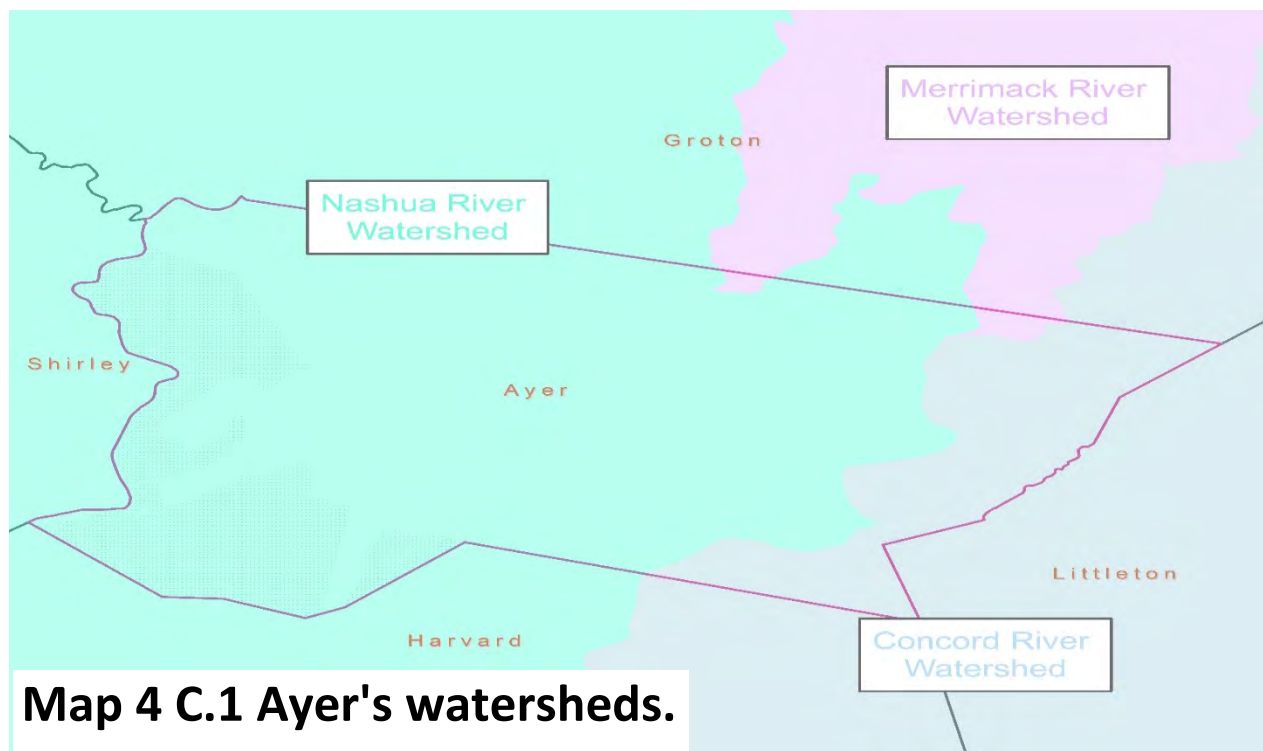 Merrimack River
Watershed
Groton
Nashua River
Watershed
Shirley
Ayer
Littleton
Harvard
Concord River
Watershed
Map 4 C.1 Ayer's watersheds.